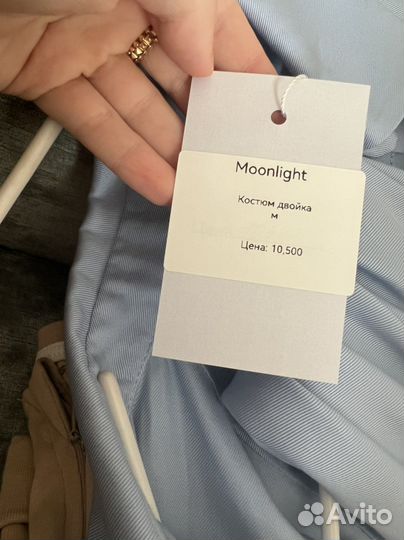 Moonlight
Костюм двойка
м
Цена: 10,500
Avito